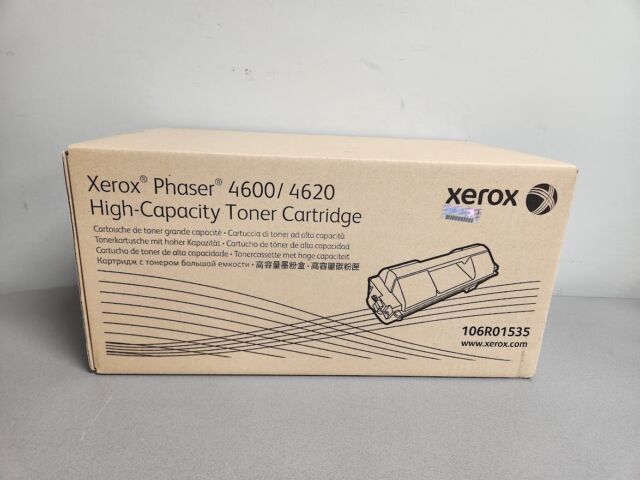 Xerox® Phaser® 4600/ 4620
High-Capacity Toner Cartridge
Cartouche de toner grande capacité • Cartuccia di toner ad alta capacità
Tonerkartusche mit hoher Kapazität • Cartucho de tóner de alta capacidad
Cartucho de toner de alta capacidade • Tonercassette met hoge capaciteit
Картридж с тонером большой емкости • 高容量墨粉盒 • 高容量碳粉匣
xerox
106R01535
www.xerox.com